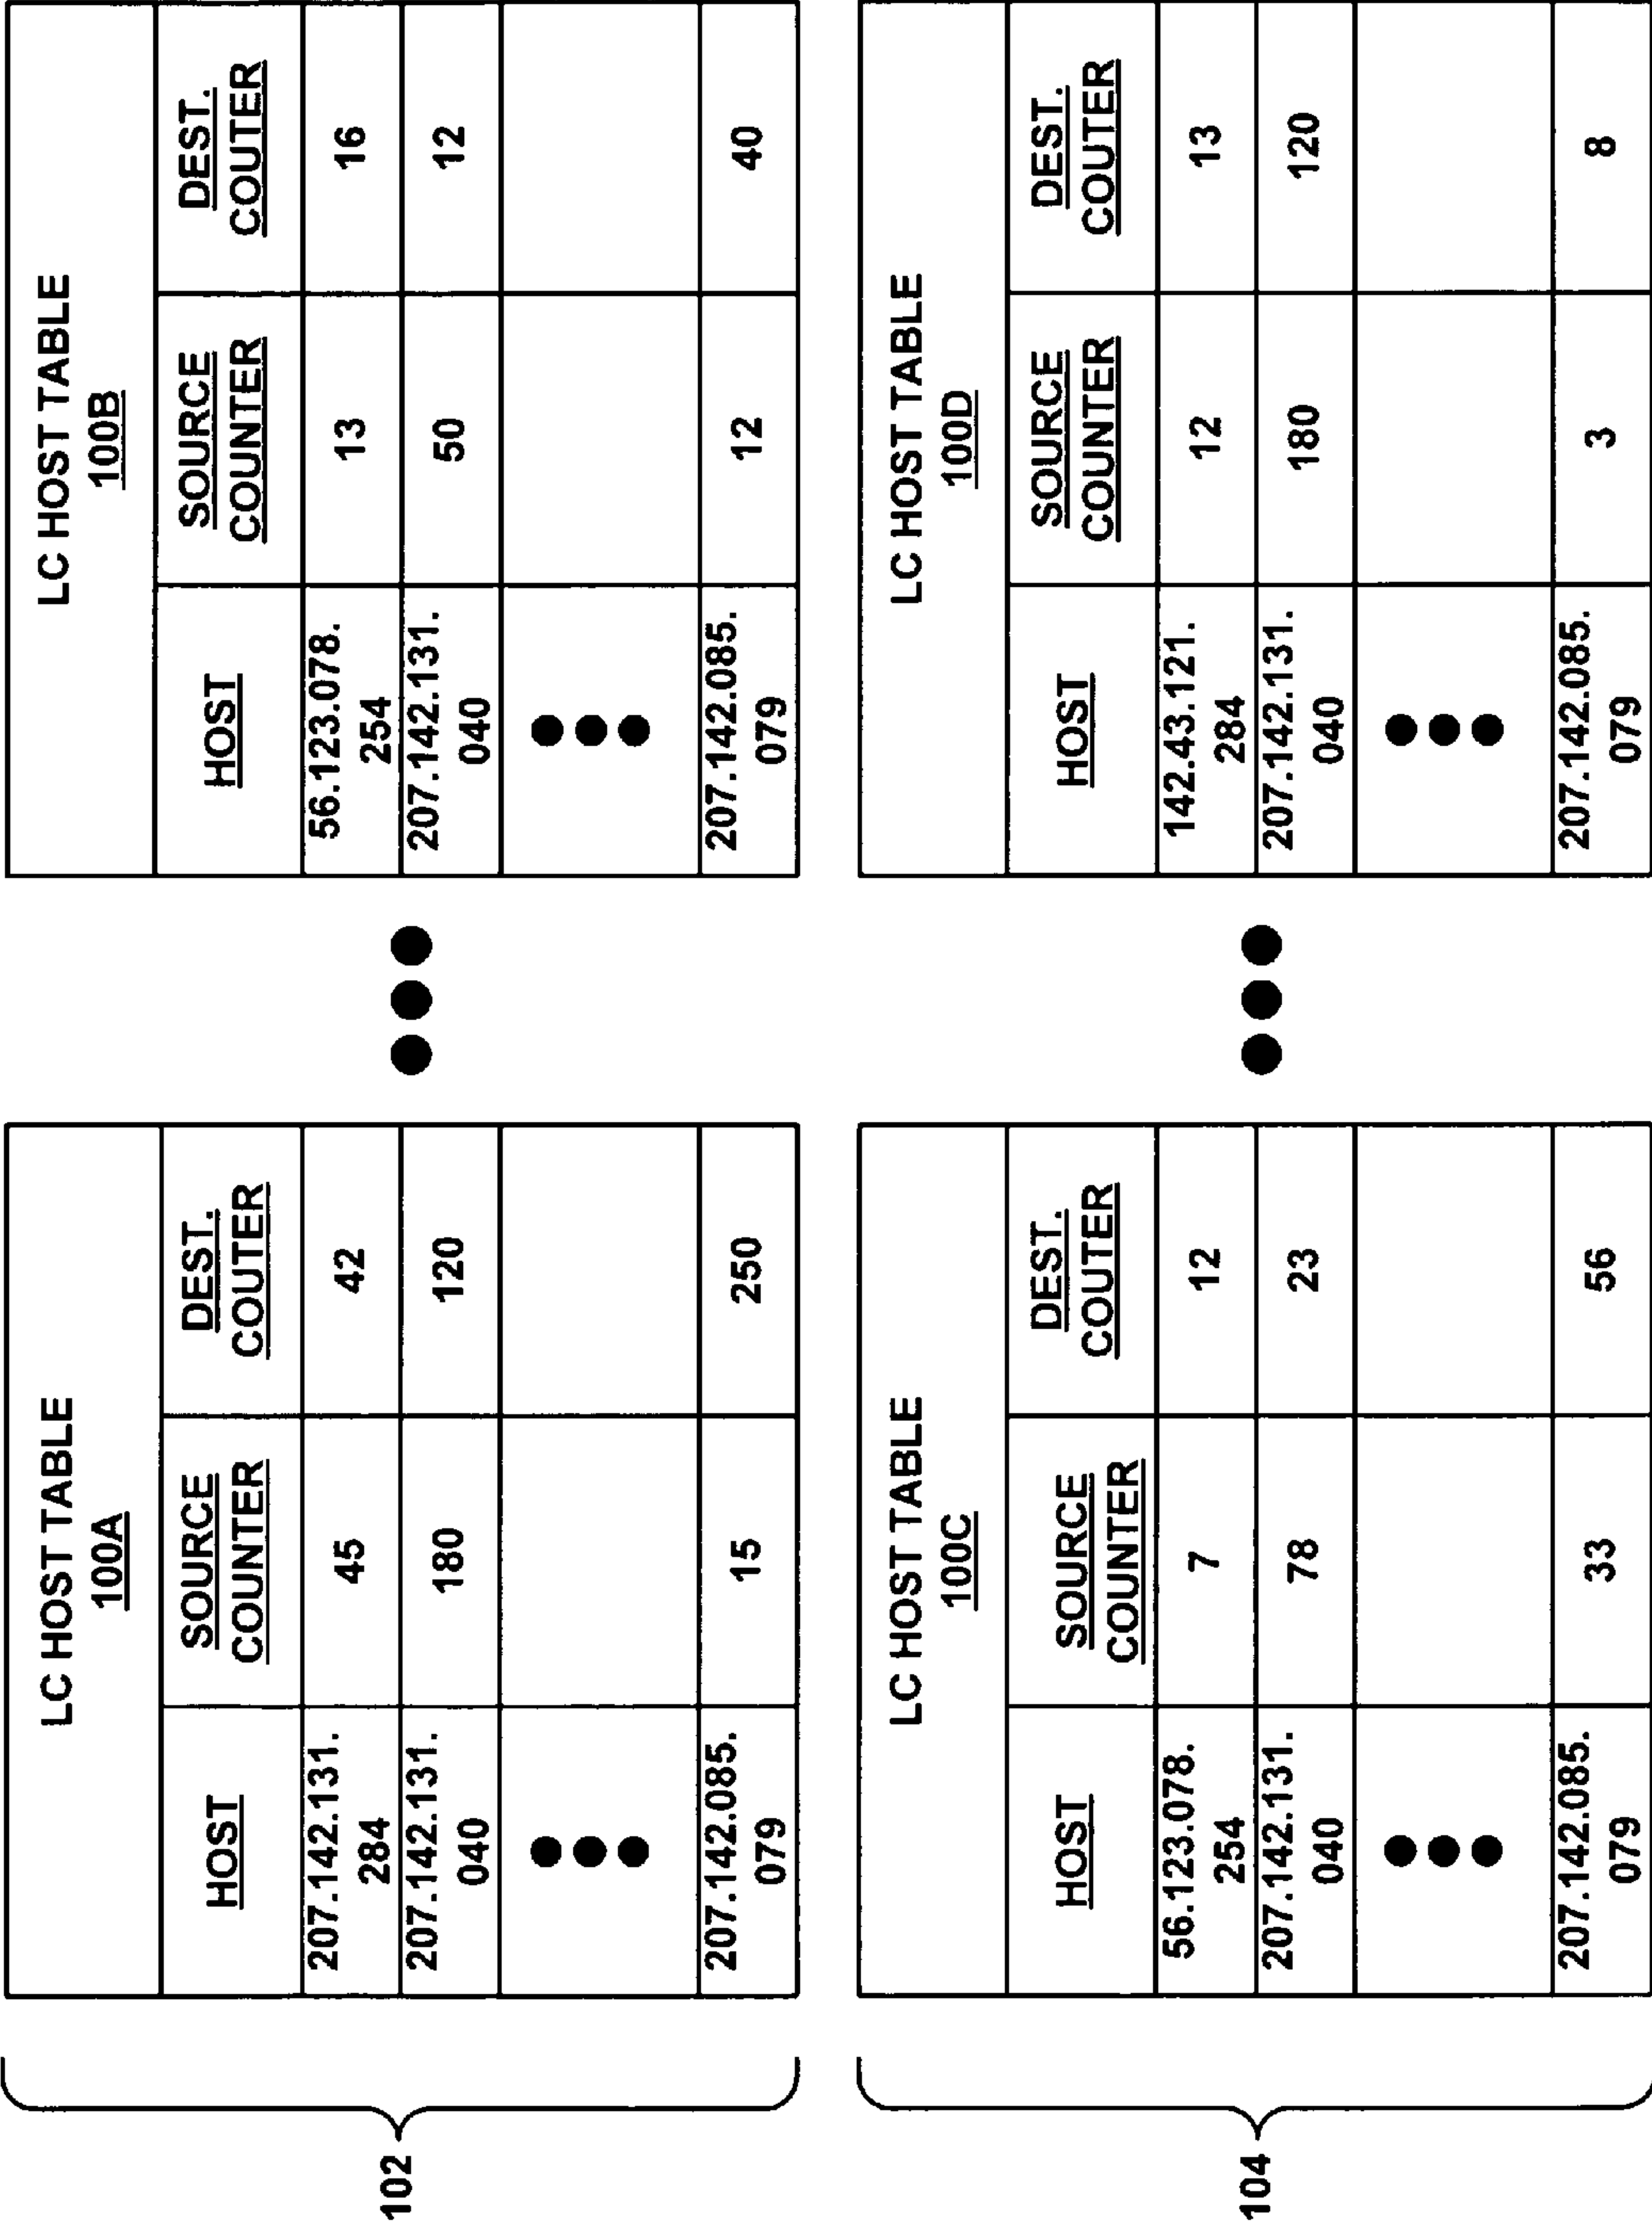 102
LC HOST TABLE
100A
HOST
SOURCE
COUNTER
DEST.
COUTER
207.142.131.
284
45
42
207.142.131.
040
180
120
207.142.085.
079
15
250
LC HOST TABLE
100B
HOST
SOURCE
COUNTER
DEST.
COUTER
56.123.078.
254
13
16
207.142.131.
040
50
12
207.142.085.
079
12
40
104
LC HOST TABLE
100C
HOST
SOURCE
COUNTER
DEST.
COUTER
56.123.078.
254
7
12
207.142.131.
040
78
23
207.142.085.
079
33
56
LC HOST TABLE
100D
HOST
SOURCE
COUNTER
DEST.
COUTER
142.43.121.
284
12
13
207.142.131.
040
180
120
207.142.085.
079
3
8